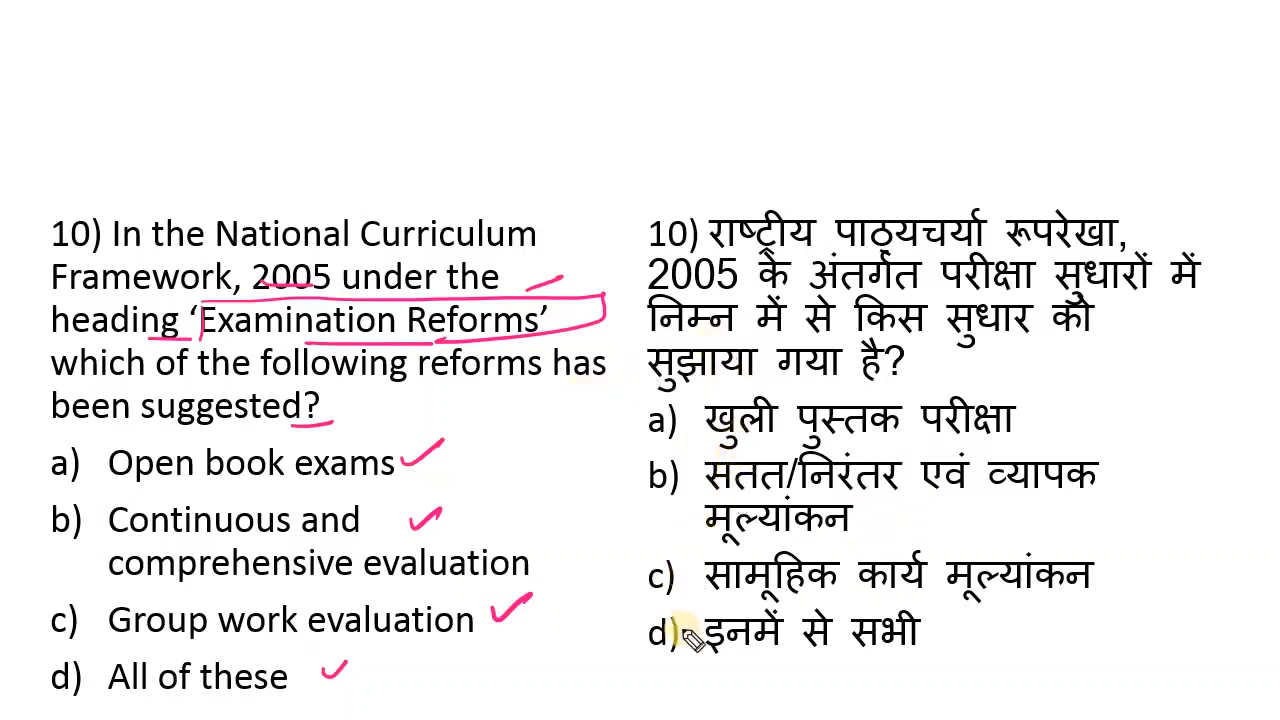 10) In the National Curriculum
Framework, 2005 under the
heading ‘Examination Reforms’
which of the following reforms has
been suggested?
a) Open book exams
b) Continuous and
comprehensive evaluation
c) Group work evaluation
d) All of these
10) राष्ट्रीय पाठ्यचर्या रूपरेखा,
2005 के अंतर्गत परीक्षा सुधारों में
निम्न में से किस सुधार को
सुझाया गया है?
a) खुली पुस्तक परीक्षा
b) सतत/निरंतर एवं व्यापक
मूल्यांकन
c) सामूहिक कार्य मूल्यांकन
d) इनमें से सभी